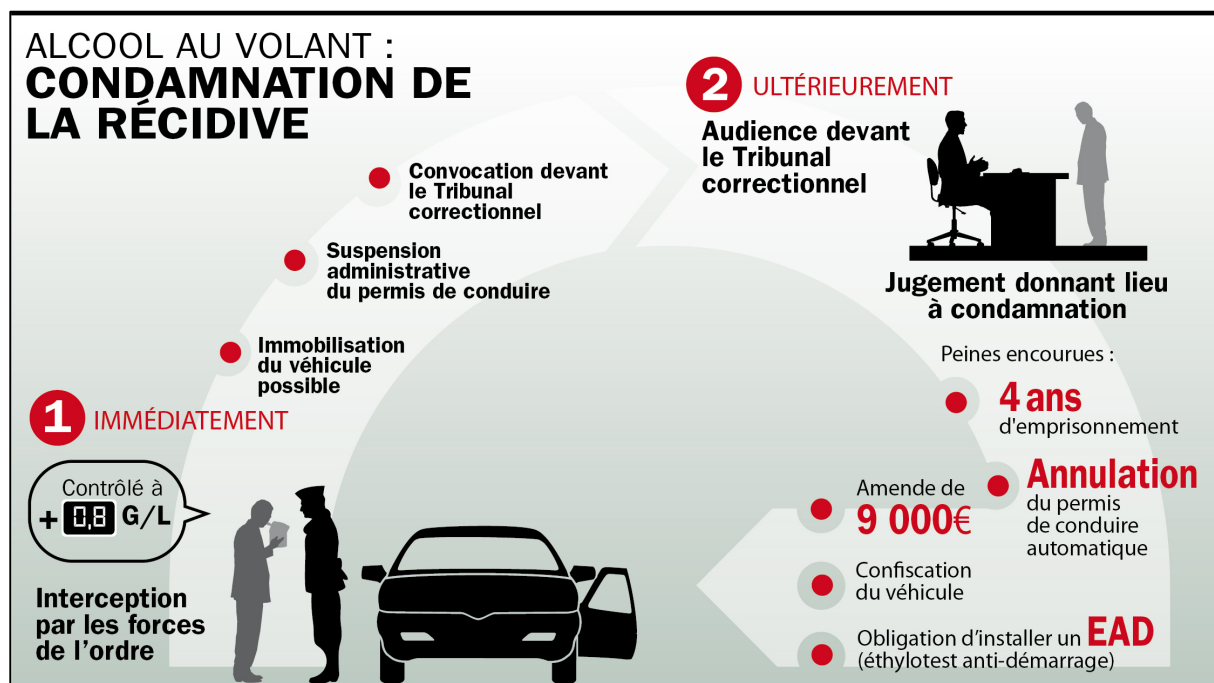 ALCOOL AU VOLANT :
CONDAMNATION DE
LA RÉCIDIVE
1 IMMÉDIATEMENT
Contrôlé à
+ 0,8 G/L
Interception
par les forces
de l'ordre
Immobilisation
du véhicule
possible
Suspension
administrative
du permis de conduire
Convocation devant
le Tribunal
correctionnel
2 ULTÉRIEUREMENT
Audience devant
le Tribunal
correctionnel
Jugement donnant lieu
à condamnation
Peines encourues :
4 ans
d'emprisonnement
Annulation
du permis
de conduire
automatique
Amende de
9 000€
Confiscation
du véhicule
Obligation d'installer un EAD
(éthylotest anti-démarrage)